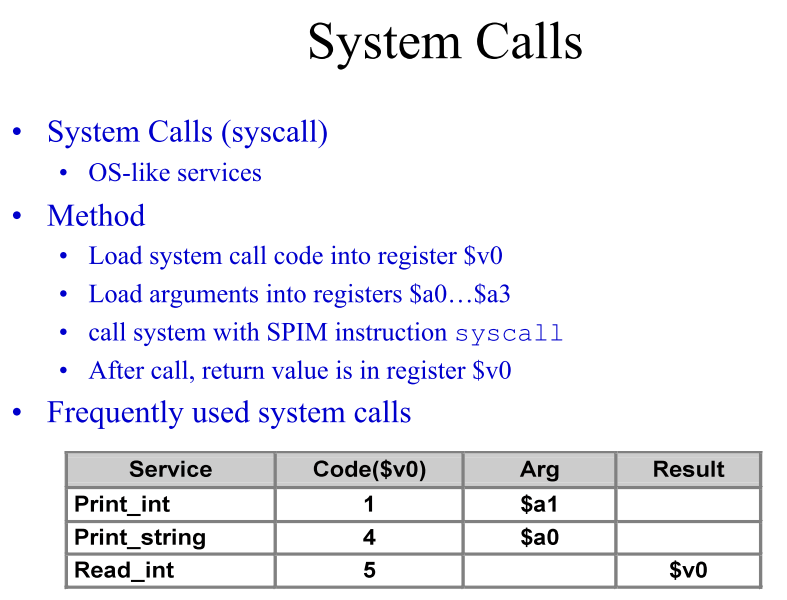 System Calls
• System Calls (syscall)
• OS-like services
• Method
• Load system call code into register $v0
• Load arguments into registers $a0…$a3
• call system with SPIM instruction syscall
• After call, return value is in register $v0
• Frequently used system calls
Service Code($v0) Arg Result
Print_int 1 $a1
Print_string 4 $a0
Read_int 5 $v0